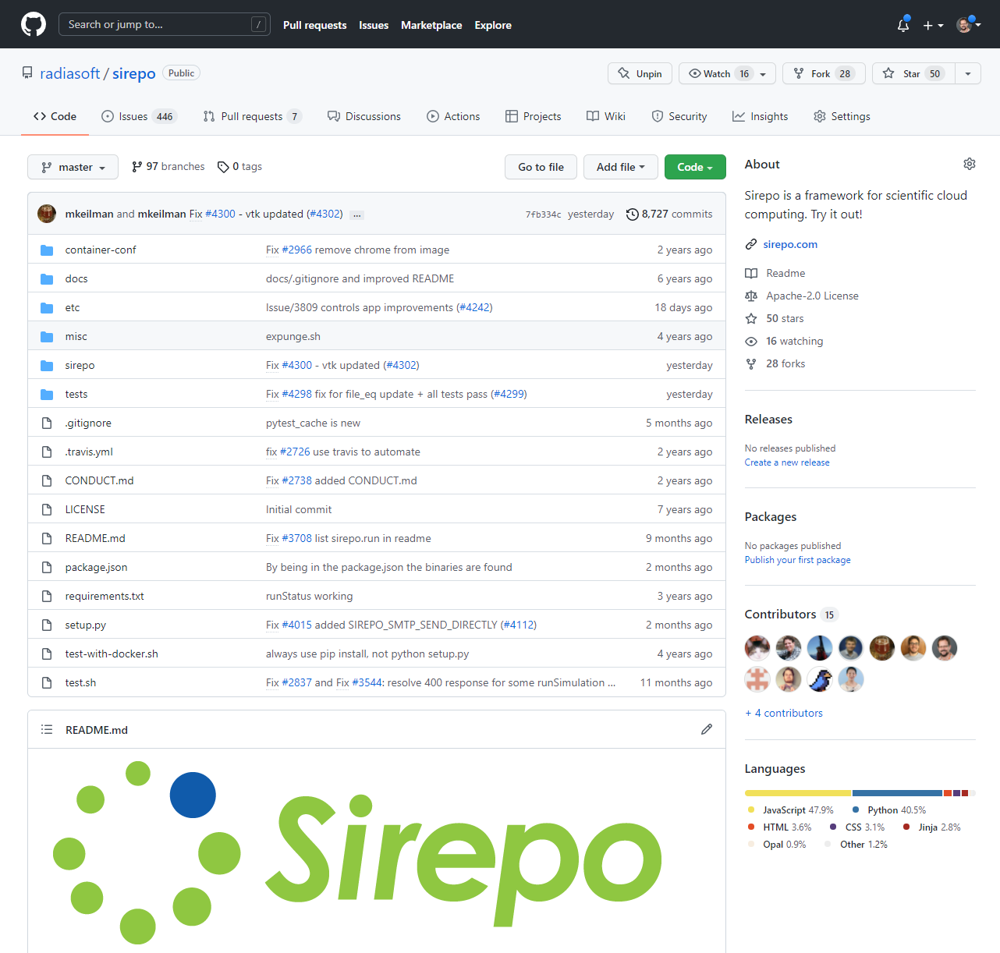 Search or jump to... /
Pull requests Issues Marketplace Explore
radiasoft / sirepo Public
Unpin Watch 16 Fork 28 Star 50
Code Issues 446 Pull requests 7 Discussions Actions Projects Wiki Security Insights Settings
master 97 branches 0 tags Go to file Add file Code
mkeilman and mkeilman Fix #4300 - vtk updated (#4302) ... 7fb334c yesterday 8,727 commits
container-conf Fix #2966 remove chrome from image 2 years ago
docs docs/.gitignore and improved README 6 years ago
etc Issue/3809 controls app improvements (#4242) 18 days ago
misc expunge.sh 4 years ago
sirepo Fix #4300 - vtk updated (#4302) yesterday
tests Fix #4298 fix for file_eq update + all tests pass (#4299) yesterday
.gitignore pytest_cache is new 5 months ago
.travis.yml fix #2726 use travis to automate 2 years ago
CONDUCT.md Fix #2738 added CONDUCT.md 2 years ago
LICENSE Initial commit 7 years ago
README.md Fix #3708 list sirepo.run in readme 9 months ago
package.json By being in the package.json the binaries are found 2 months ago
requirements.txt runStatus working 3 years ago
setup.py Fix #4015 added SIREPO_SMTP_SEND_DIRECTLY (#4112) 2 months ago
test-with-docker.sh always use pip install, not python setup.py 4 years ago
test.sh Fix #2837 and Fix #3544: resolve 400 response for some runSimulation ... 11 months ago
README.md
Sirepo
About
Sirepo is a framework for scientific cloud
computing. Try it out!
sirepo.com
Readme
Apache-2.0 License
50 stars
16 watching
28 forks
Releases
No releases published
Create a new release
Packages
No packages published
Publish your first package
Contributors 15
+ 4 contributors
Languages
JavaScript 47.9% Python 40.5%
HTML 3.6% CSS 3.1% Jinja 2.8%
Opal 0.9% Other 1.2%